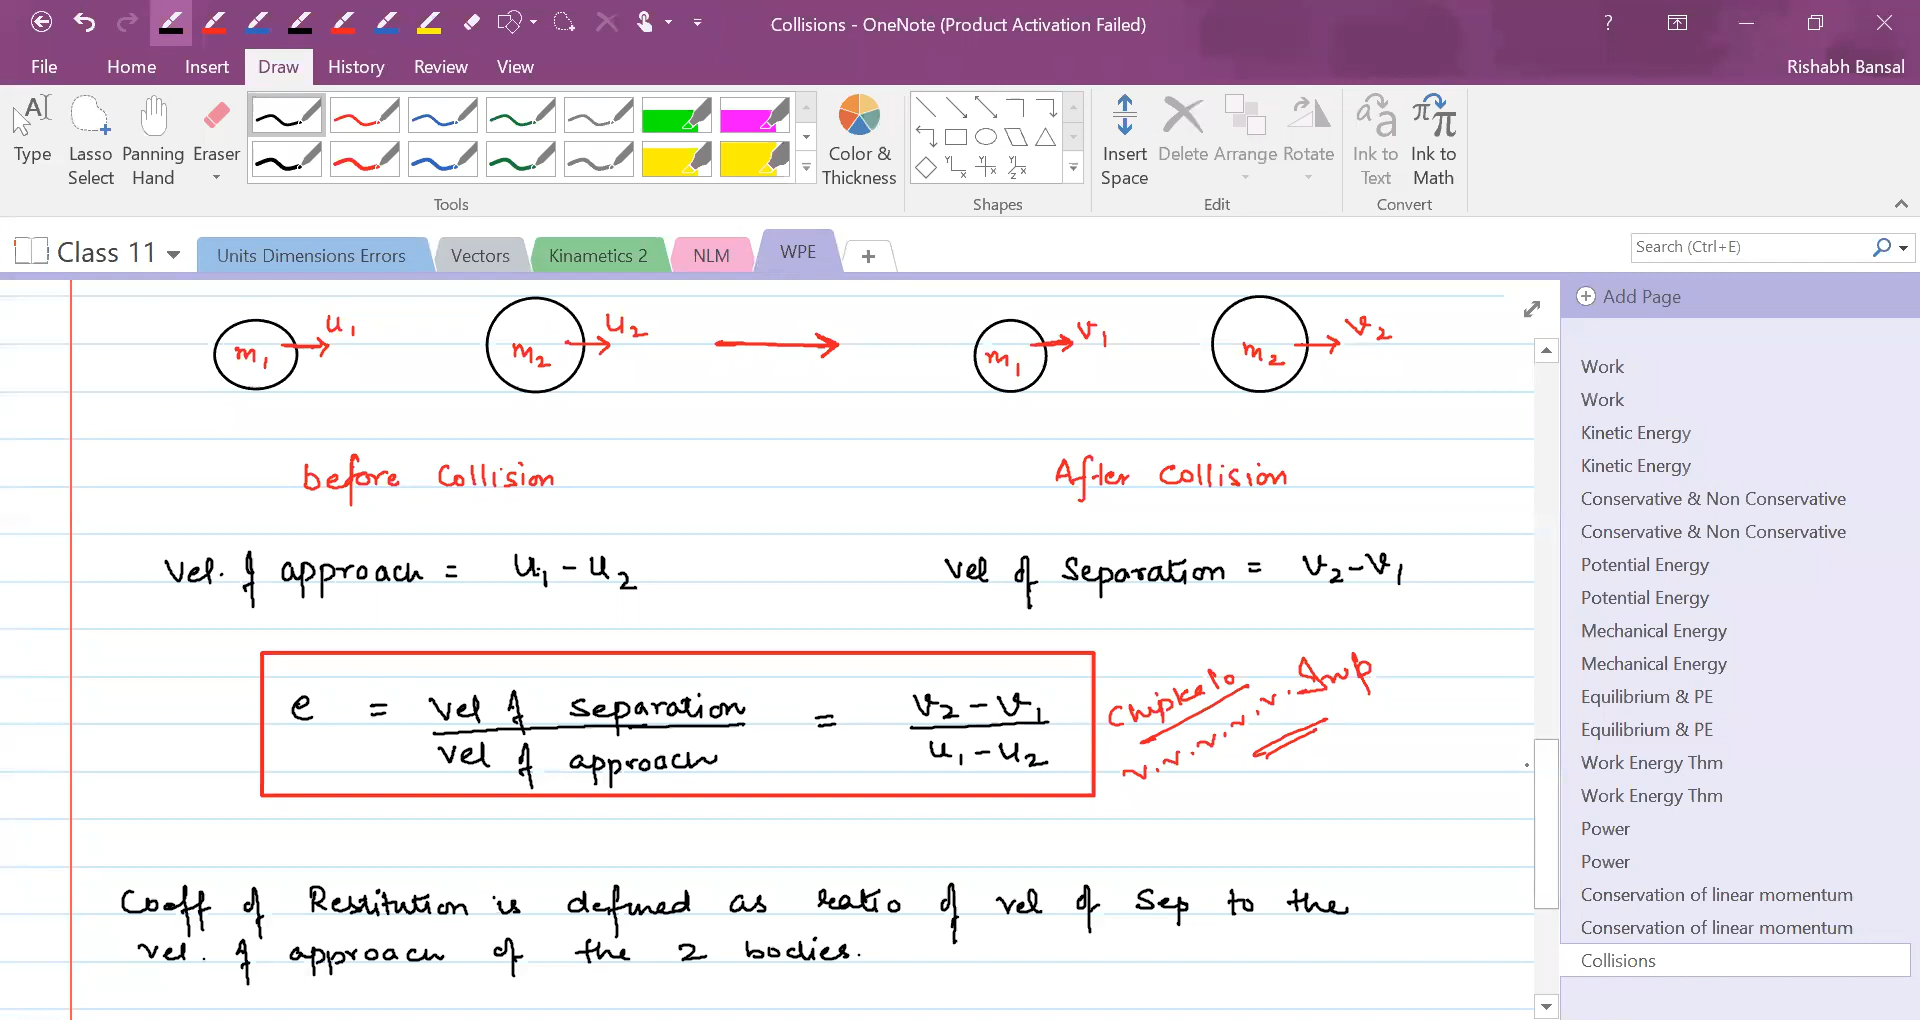 Collisions - OneNote (Product Activation Failed)
?
File Home Insert Draw History Review View
Rishabh Bansal
Type
Lasso Select
Panning Hand
Eraser
Color & Thickness
Insert Space
Delete
Arrange
Rotate
Ink to Text
Ink to Math
Tools
Shapes
Edit
Convert
Class 11
Units Dimensions Errors
Vectors
Kinametics 2
NLM
WPE
+
Search (Ctrl+E)
Add Page
m₁ u₁ m₂ u₂ m₁ v₁ m₂ v₂
before Collision
After Collision
Vel. of approach = u₁ - u₂
Vel of Separation = v₂ - v₁
e = vel of separation / vel of approach = v₂ - v₁ / u₁ - u₂
Chipkalo
v.v.v.v.v. Imp
Coeff of Restitution is defined as ratio of vel of Sep to the
vel. of approach of the 2 bodies.
Work
Work
Kinetic Energy
Kinetic Energy
Conservative & Non Conservative
Conservative & Non Conservative
Potential Energy
Potential Energy
Mechanical Energy
Mechanical Energy
Equilibrium & PE
Equilibrium & PE
Work Energy Thm
Work Energy Thm
Power
Power
Conservation of linear momentum
Conservation of linear momentum
Collisions